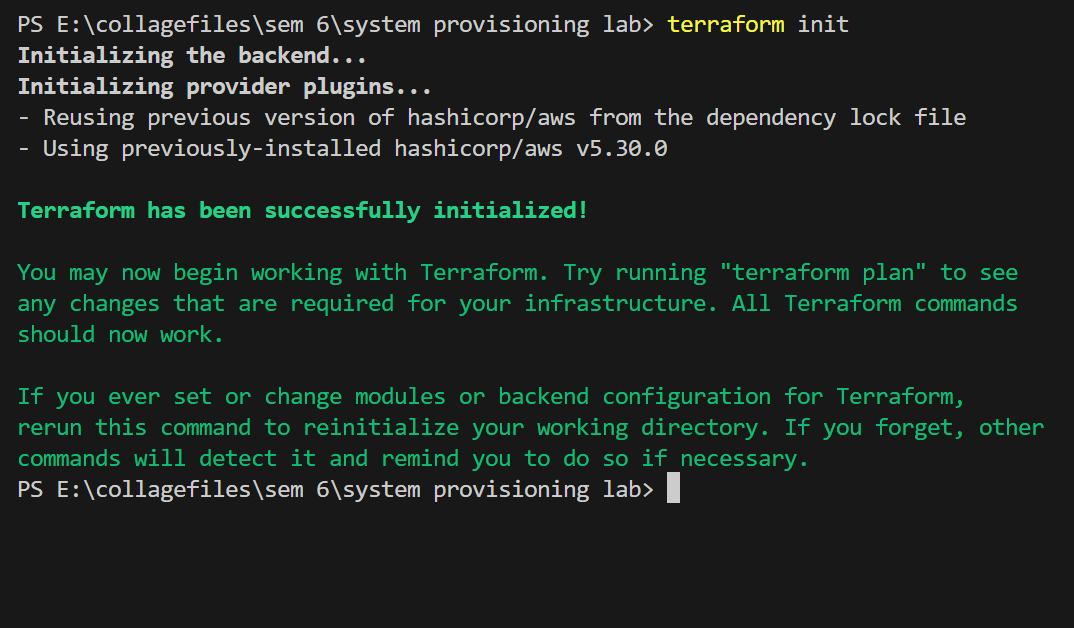 PS E:\collagefiles\sem 6\system provisioning lab> terraform init
Initializing the backend...
Initializing provider plugins...
- Reusing previous version of hashicorp/aws from the dependency lock file
- Using previously-installed hashicorp/aws v5.30.0
Terraform has been successfully initialized!
You may now begin working with Terraform. Try running "terraform plan" to see
any changes that are required for your infrastructure. All Terraform commands
should now work.
If you ever set or change modules or backend configuration for Terraform,
rerun this command to reinitialize your working directory. If you forget, other
commands will detect it and remind you to do so if necessary.
PS E:\collagefiles\sem 6\system provisioning lab>